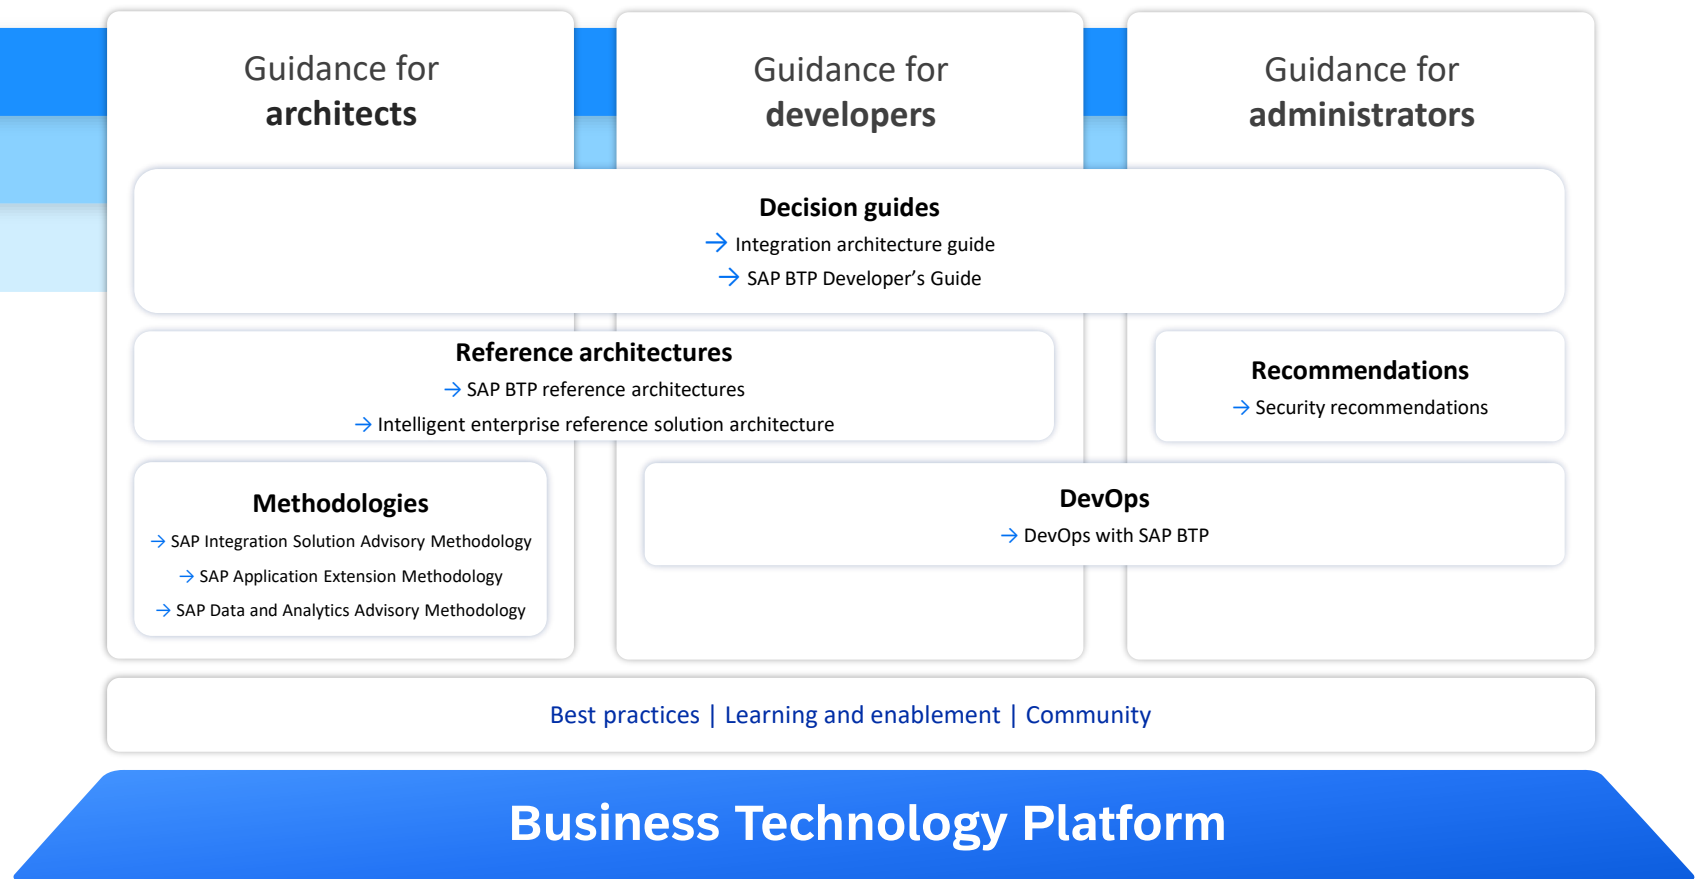 Guidance for
architects
Guidance for
developers
Guidance for
administrators
Decision guides
→ Integration architecture guide
→ SAP BTP Developer’s Guide
Reference architectures
→ SAP BTP reference architectures
→ Intelligent enterprise reference solution architecture
Recommendations
→ Security recommendations
Methodologies
→ SAP Integration Solution Advisory Methodology
→ SAP Application Extension Methodology
→ SAP Data and Analytics Advisory Methodology
DevOps
→ DevOps with SAP BTP
Best practices | Learning and enablement | Community
Business Technology Platform